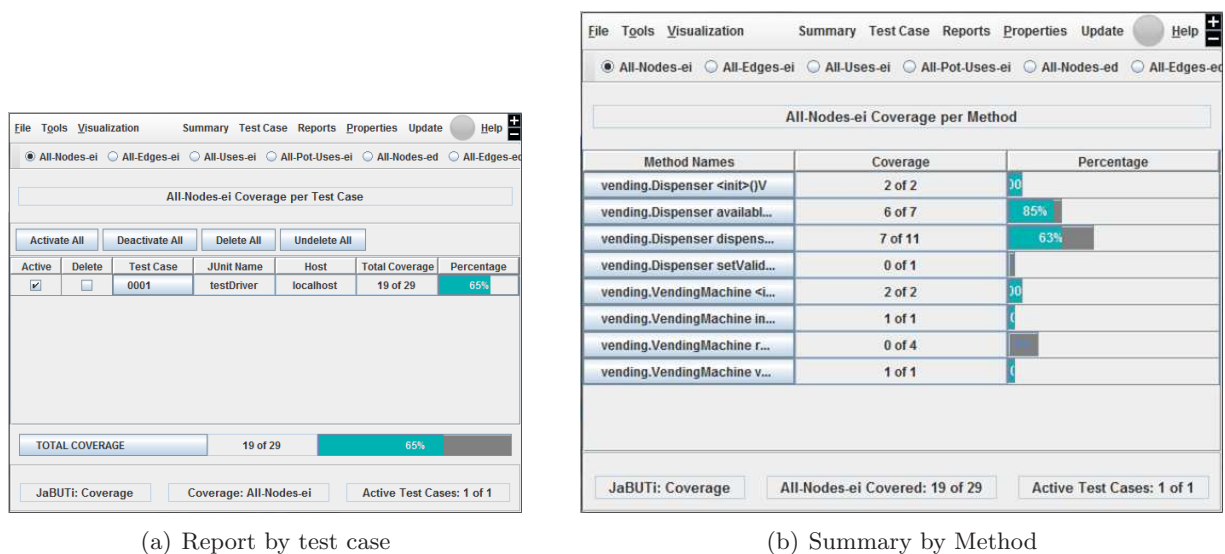 File Tools Visualization Summary Test Case Reports Properties Update Help + −
All-Nodes-ei All-Edges-ei All-Uses-ei All-Pot-Uses-ei All-Nodes-ed All-Edges-ed
All-Nodes-ei Coverage per Test Case
Activate All Deactivate All Delete All Undelete All
Active Delete Test Case JUnit Name Host Total Coverage Percentage
0001 testDriver localhost 19 of 29 65%
TOTAL COVERAGE 19 of 29 65%
JaBUTi: Coverage Coverage: All-Nodes-ei Active Test Cases: 1 of 1
(a) Report by test case
File Tools Visualization Summary Test Case Reports Properties Update Help + −
All-Nodes-ei All-Edges-ei All-Uses-ei All-Pot-Uses-ei All-Nodes-ed All-Edges-ed
All-Nodes-ei Coverage per Method
Method Names Coverage Percentage
vending.Dispenser <init>()V 2 of 2
vending.Dispenser availabl... 6 of 7 85%
vending.Dispenser dispens... 7 of 11 63%
vending.Dispenser setValid... 0 of 1
vending.VendingMachine <i... 2 of 2
vending.VendingMachine in... 1 of 1
vending.VendingMachine r... 0 of 4
vending.VendingMachine v... 1 of 1
JaBUTi: Coverage All-Nodes-ei Covered: 19 of 29 Active Test Cases: 1 of 1
(b) Summary by Method